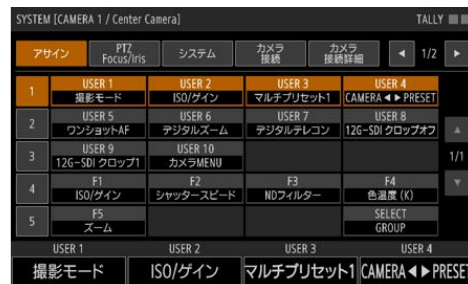 SYSTEM [CAMERA 1 / Center Camera] TALLY
アサイン PTZ Focus/Iris システム カメラ接続 カメラ接続詳細 ◀ 1/2 ▶
1 USER 1 USER 2 USER 3 USER 4
撮影モード ISO/ゲイン マルチプリセット1 CAMERA◀▶PRESET
2 USER 5 USER 6 USER 7 USER 8
ワンショットAF デジタルズーム デジタルテレコン 12G-SDI クロップオフ
3 USER 9 USER 10
12G-SDI クロップ1 カメラMENU
▲
1/1
▼
4 F1 F2 F3 F4
ISO/ゲイン シャッタースピード NDフィルター 色温度 (K)
5 F5 SELECT
ズーム GROUP
USER 1 USER 2 USER 3 USER 4
撮影モード ISO/ゲイン マルチプリセット1 CAMERA◀▶PRESET